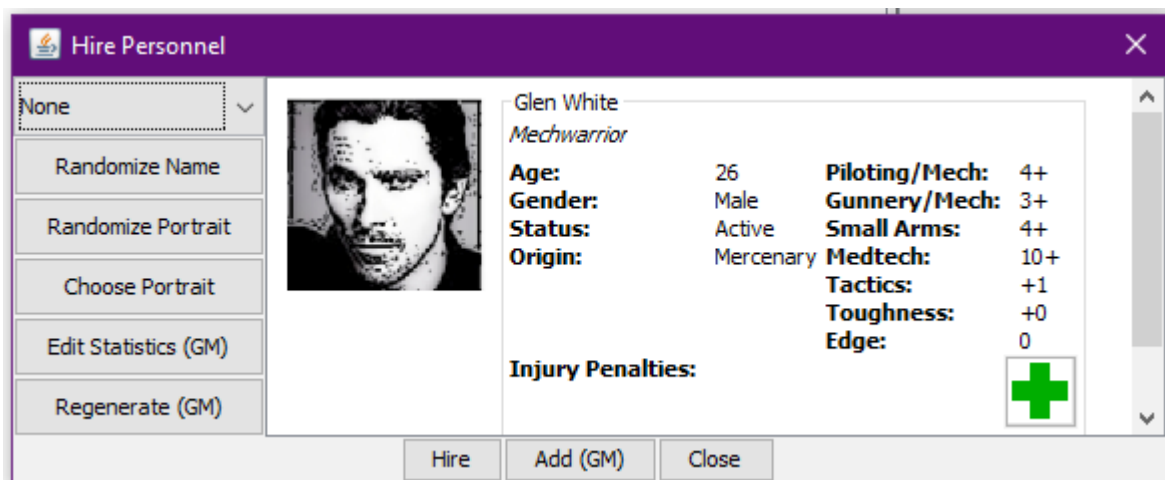 Hire Personnel
None
Randomize Name
Randomize Portrait
Choose Portrait
Edit Statistics (GM)
Regenerate (GM)
Glen White
Mechwarrior
Age: 26 Piloting/Mech: 4+
Gender: Male Gunnery/Mech: 3+
Status: Active Small Arms: 4+
Origin: Mercenary Medtech: 10+
Tactics: +1
Toughness: +0
Edge: 0
Injury Penalties:
Hire Add (GM) Close